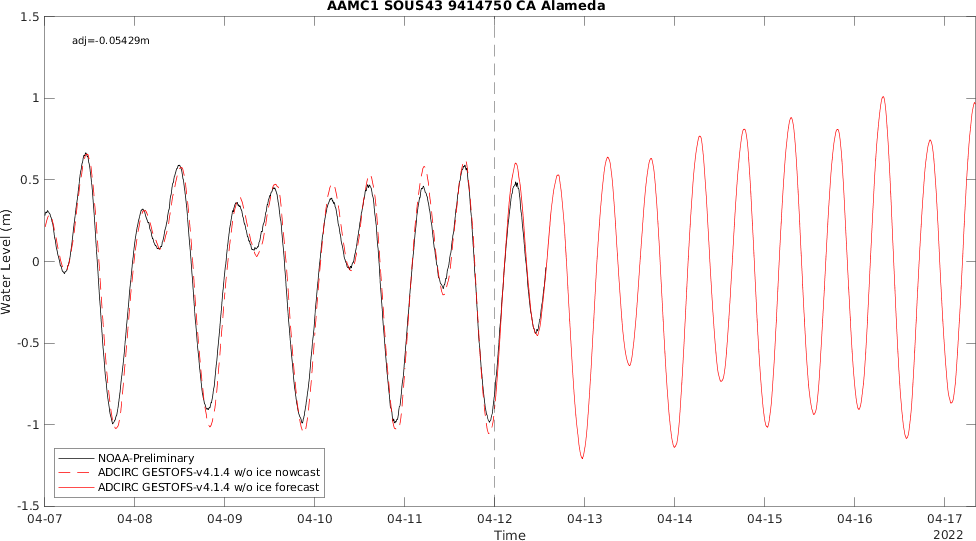 AAMC1 SOUS43 9414750 CA Alameda
1.5
adj=-0.05429m
1
0.5
0
-0.5
-1
-1.5
Water Level (m)
NOAA-Preliminary
ADCIRC GESTOFS-v4.1.4 w/o ice nowcast
ADCIRC GESTOFS-v4.1.4 w/o ice forecast
04-07 04-08 04-09 04-10 04-11 04-12 04-13 04-14 04-15 04-16 04-17
Time 2022